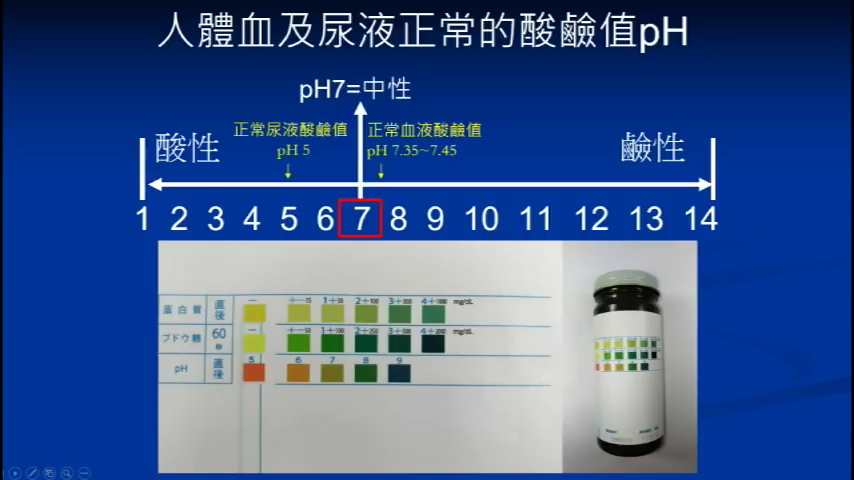 人體血及尿液正常的酸鹼值pH
pH7=中性
正常尿液酸鹼值 正常血液酸鹼值
pH 5 pH 7.35~7.45
酸性 鹼性
1 2 3 4 5 6 7 8 9 10 11 12 13 14
蛋白質 直後 − +−15 1+30 2+100 3+300 4+1000 mg/dL
ブドウ糖 60秒 − +−50 1+100 2+250 3+500 4+2000 mg/dL
pH 直後 5 6 7 8 9